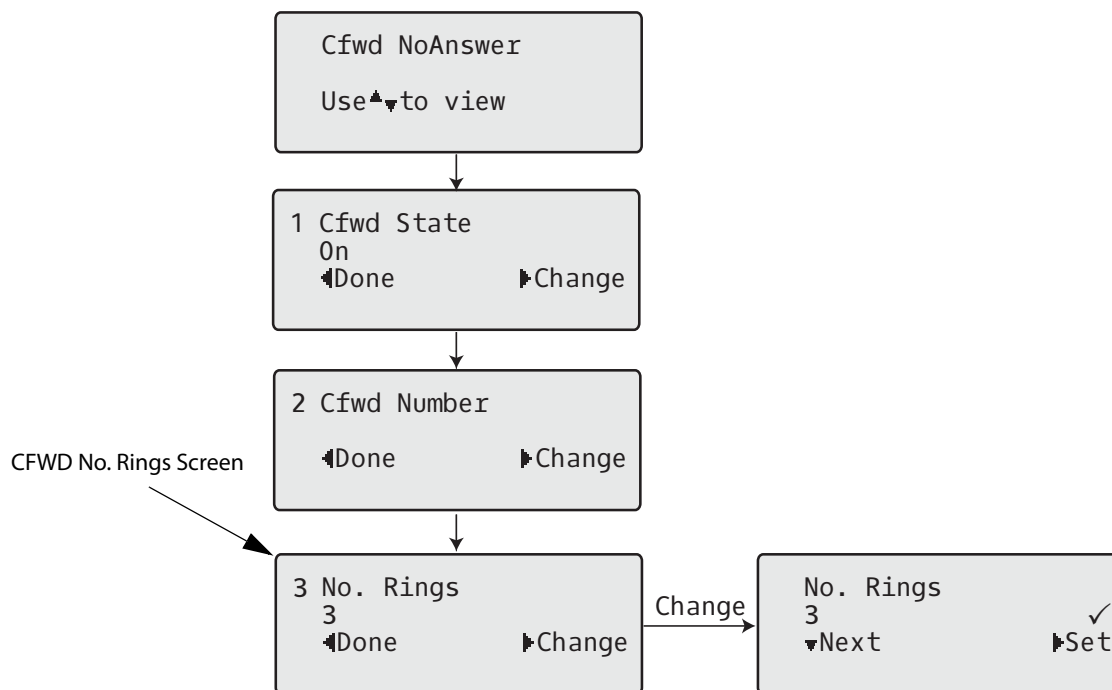 Cfwd NoAnswer
Use▲▼to view
1 Cfwd State
On
◀Done ▶Change
2 Cfwd Number
◀Done ▶Change
CFWD No. Rings Screen
3 No. Rings
3
◀Done ▶Change
Change
No. Rings
3 ✓
▼Next ▶Set